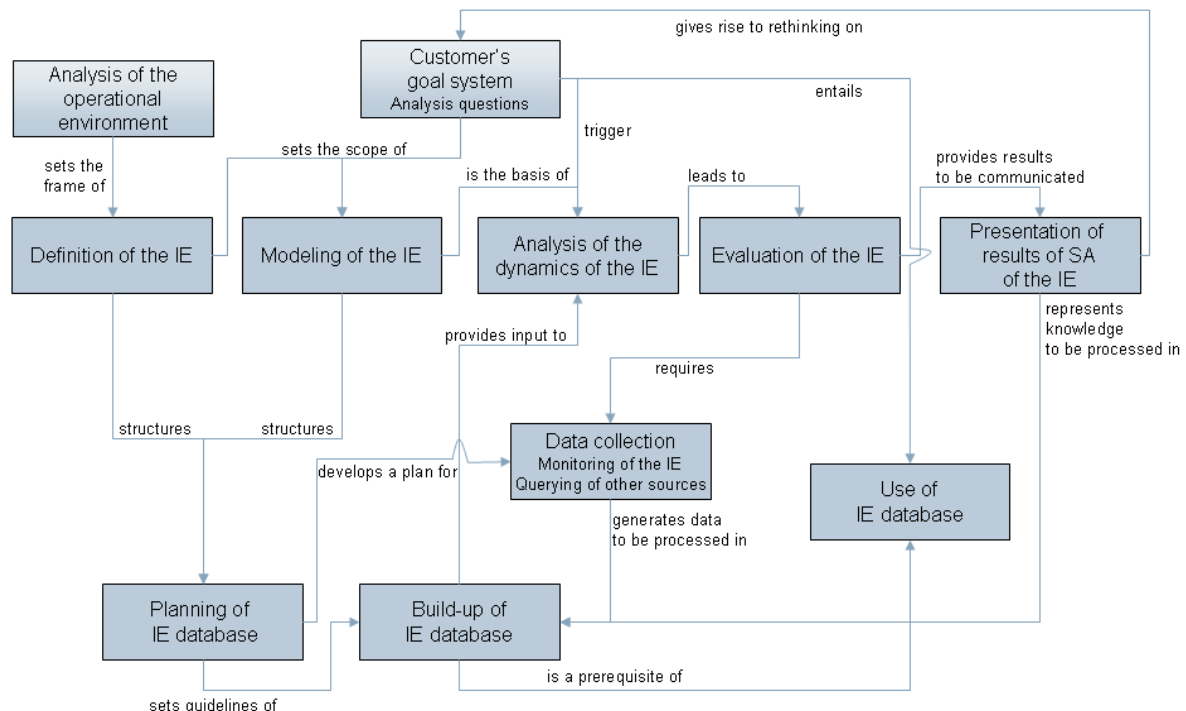 gives rise to rethinking on
Customer's
goal system
Analysis questions
Analysis of the
operational
environment
entails
trigger
sets the scope of
sets the
frame of
is the basis of
leads to
provides results
to be communicated
Definition of the IE
Modeling of the IE
Analysis of the
dynamics of the IE
Evaluation of the IE
Presentation of
results of SA
of the IE
represents
knowledge
to be processed in
provides input to
requires
structures
structures
develops a plan for
Data collection
Monitoring of the IE
Querying of other sources
Use of
IE database
generates data
to be processed in
Planning of
IE database
Build-up of
IE database
is a prerequisite of
sets guidelines of